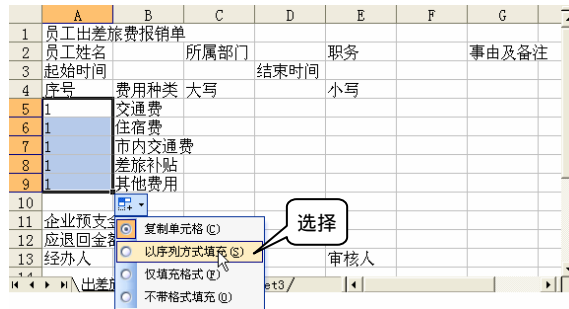 A B C D E F G
1 员工出差旅费报销单
2 员工姓名 所属部门 职务 事由及备注
3 起始时间 结束时间
4 序号 费用种类 大写 小写
5 1 交通费
6 1 住宿费
7 1 市内交通费
8 1 差旅补贴
9 1 其他费用
10
11 企业预支金
复制单元格(C)
选择
12 应退回金额
以序列方式填充(S)
13 经办人 审核人
仅填充格式(F)
14
出差 et3
不带格式填充(O)